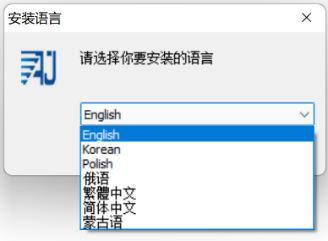 安装语言
请选择你要安装的语言
English
English
Korean
Polish
俄语
繁體中文
简体中文
蒙古语